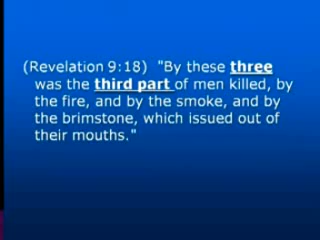 (Revelation 9:18)  "By these three
was the third part of men killed, by
the fire, and by the smoke, and by
the brimstone, which issued out of
their mouths."